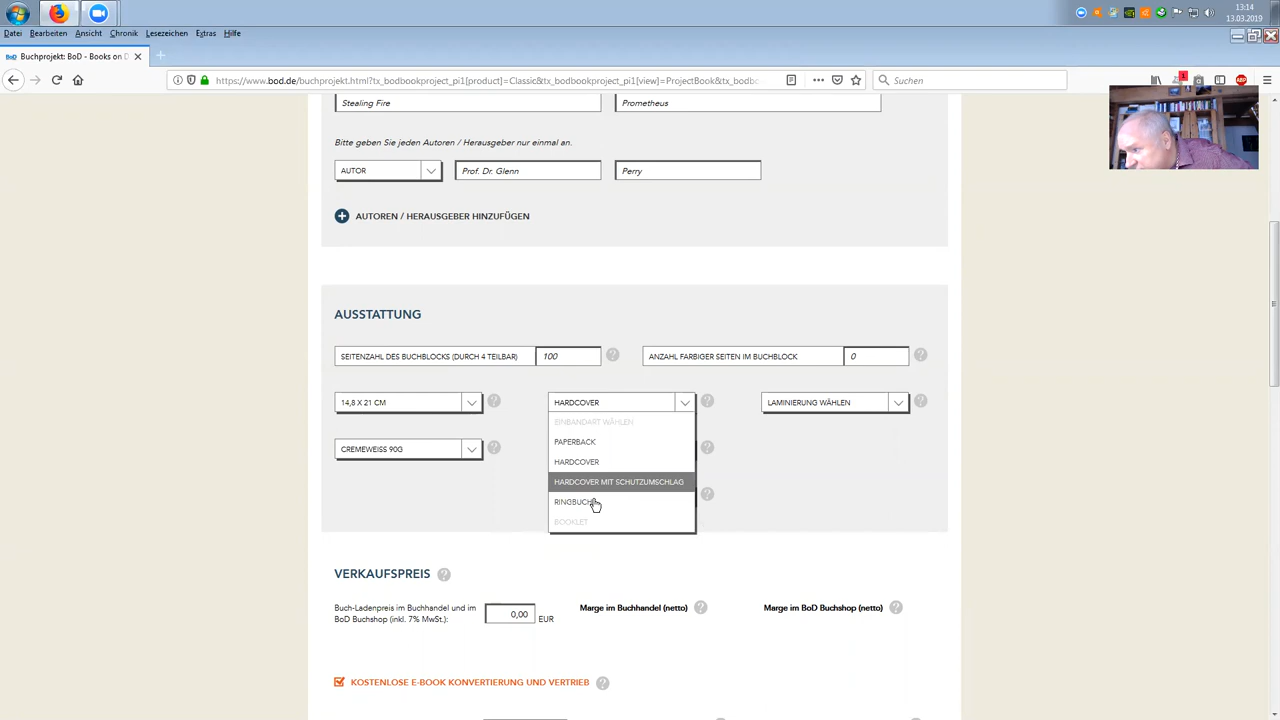 13:14
13.03.2019
Datei Bearbeiten Ansicht Chronik Lesezeichen Extras Hilfe
BoD Buchprojekt: BoD - Books on D
https://www.bod.de/buchprojekt.html?tx_bodbookproject_pi1[product]=Classic&tx_bodbookproject_pi1[view]=ProjectBook&tx_bodbo
Suchen
1
ABP
Stealing Fire Prometheus
Bitte geben Sie jeden Autoren / Herausgeber nur einmal an.
AUTOR Prof. Dr. Glenn Perry
AUTOREN / HERAUSGEBER HINZUFÜGEN
AUSSTATTUNG
SEITENZAHL DES BUCHBLOCKS (DURCH 4 TEILBAR) 100 ? ANZAHL FARBIGER SEITEN IM BUCHBLOCK 0 ?
14,8 X 21 CM ? HARDCOVER ? LAMINIERUNG WÄHLEN ?
EINBANDART WÄHLEN
PAPERBACK
CREMEWEISS 90G ? ?
HARDCOVER
HARDCOVER MIT SCHUTZUMSCHLAG
RINGBUCH ?
BOOKLET
VERKAUFSPREIS ?
Buch-Ladenpreis im Buchhandel und im
BoD Buchshop (inkl. 7% MwSt.): 0,00 EUR
Marge im Buchhandel (netto) ? Marge im BoD Buchshop (netto) ?
KOSTENLOSE E-BOOK KONVERTIERUNG UND VERTRIEB ?